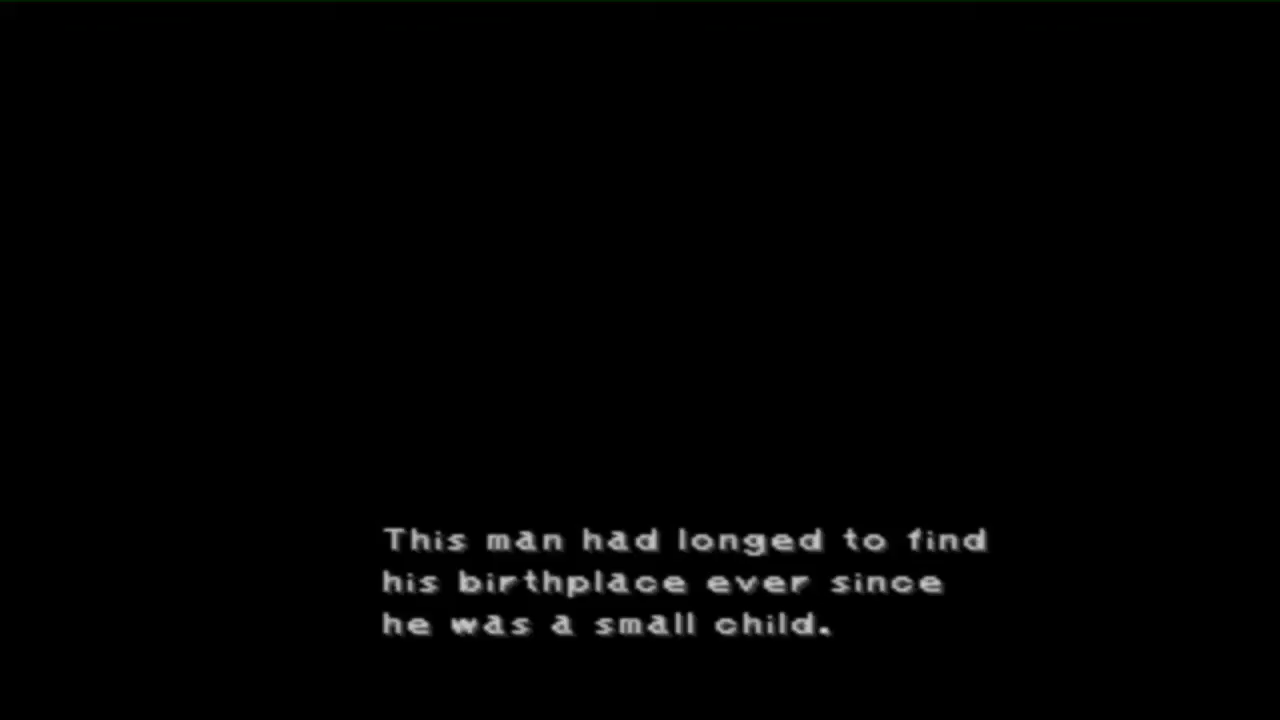 This man had longed to find
his birthplace ever since
he was a small child.